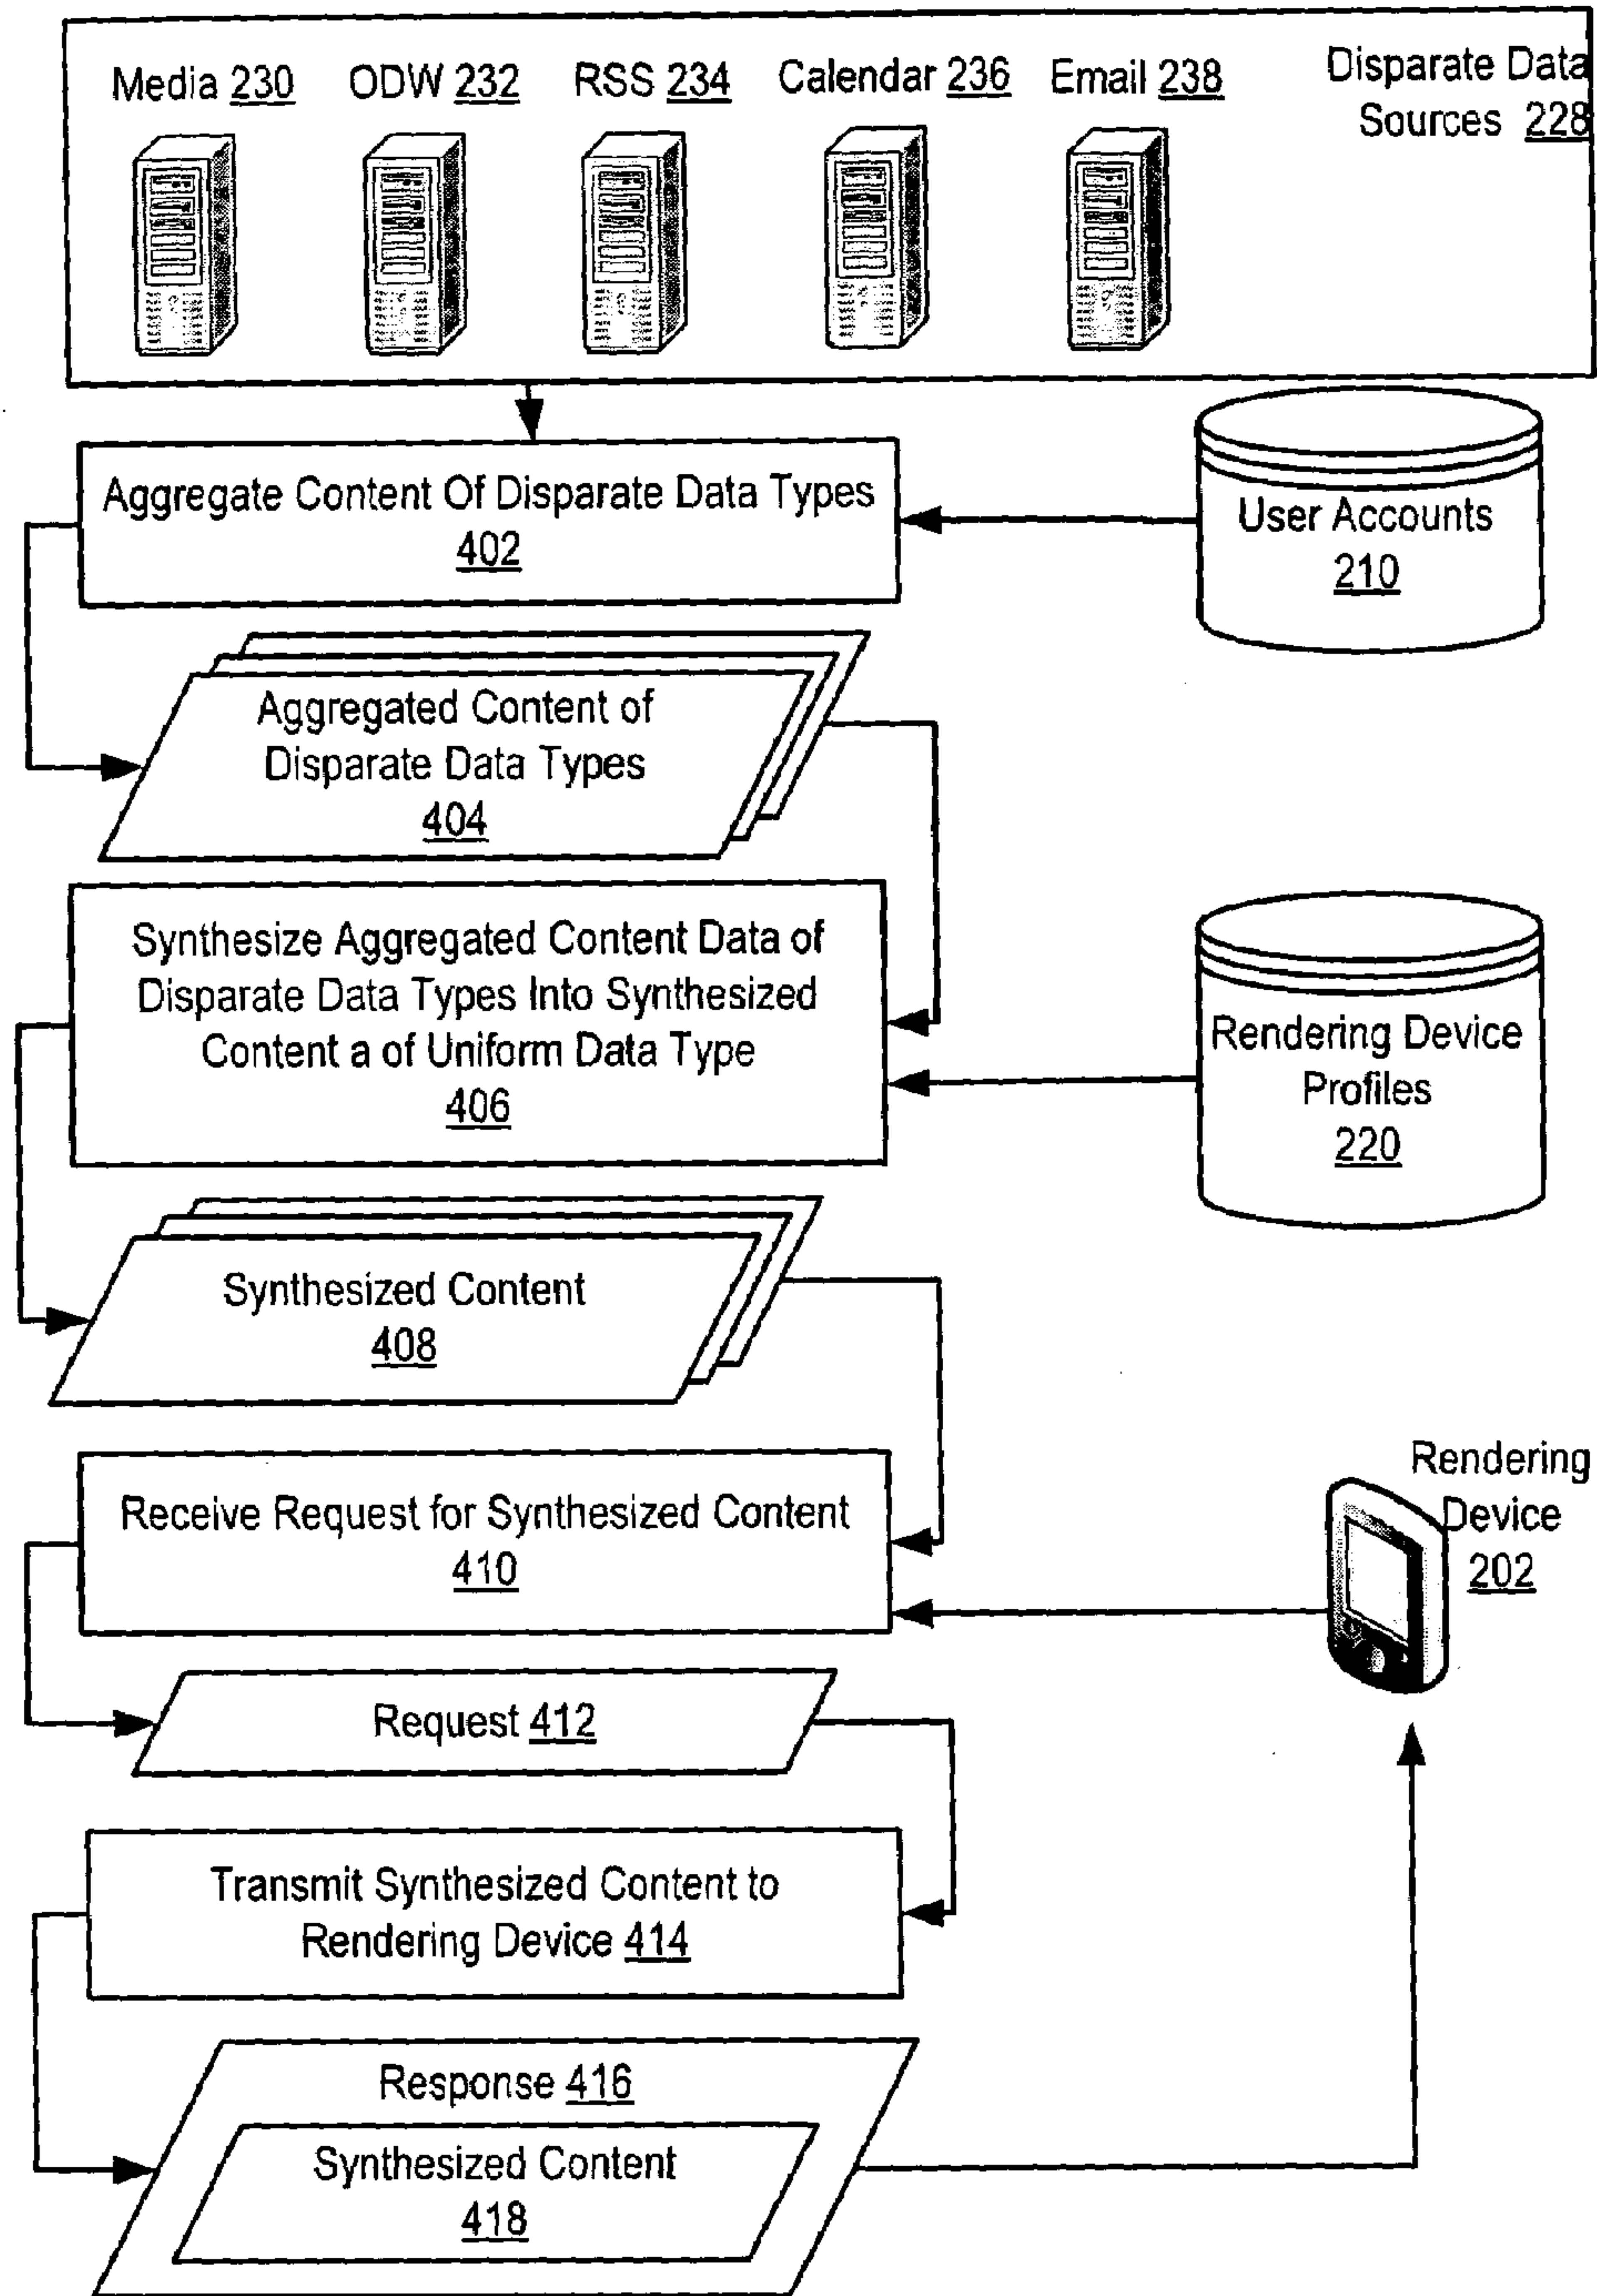 Media 230
ODW 232
RSS 234
Calendar 236
Email 238
Disparate Data
Sources 228
Aggregate Content Of Disparate Data Types
402
User Accounts
210
Aggregated Content of
Disparate Data Types
404
Synthesize Aggregated Content Data of
Disparate Data Types Into Synthesized
Content a of Uniform Data Type
406
Rendering Device
Profiles
220
Synthesized Content
408
Receive Request for Synthesized Content
410
Rendering
Device
202
Request 412
Transmit Synthesized Content to
Rendering Device 414
Response 416
Synthesized Content
418